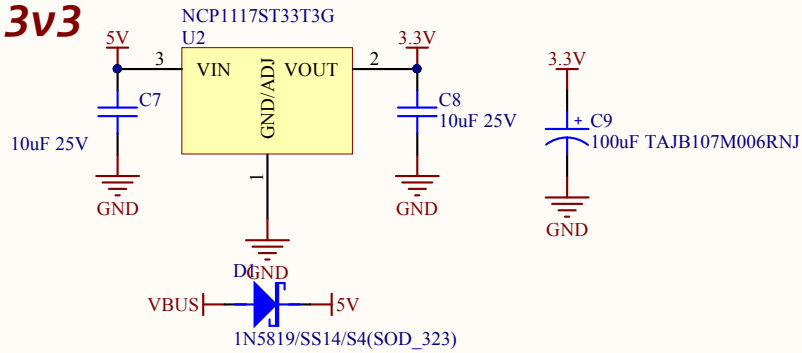 3v3
NCP1117ST33T3G
U2
5V
3.3V
3
VIN
VOUT
2
GND/ADJ
1
C7
10uF 25V
GND
C8
10uF 25V
GND
GND
3.3V
+
C9
100uF TAJB107M006RNJ
GND
D1
VBUS
5V
1N5819/SS14/S4(SOD_323)